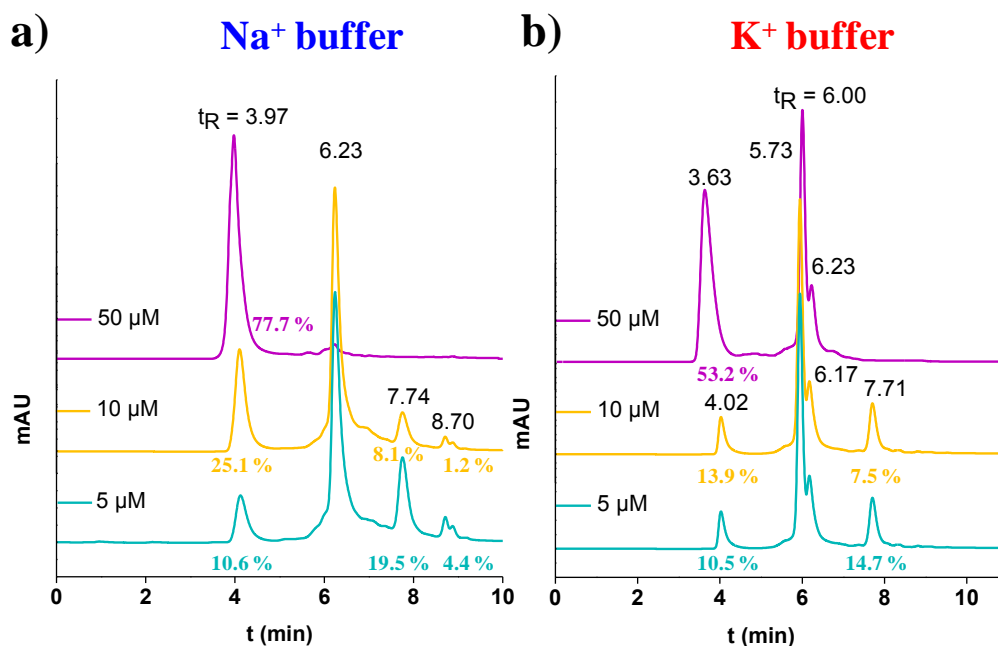 a)
Na⁺ buffer
tR = 3.97
6.23
50 µM
77.7 %
7.74
8.70
10 µM
25.1 %
8.1 %
1.2 %
5 µM
10.6 %
19.5 %
4.4 %
mAU
0 2 4 6 8 10
t (min)
b)
K⁺ buffer
tR = 6.00
5.73
3.63
6.23
50 µM
53.2 %
6.17
7.71
10 µM
4.02
13.9 %
7.5 %
5 µM
10.5 %
14.7 %
mAU
0 2 4 6 8 10
t (min)